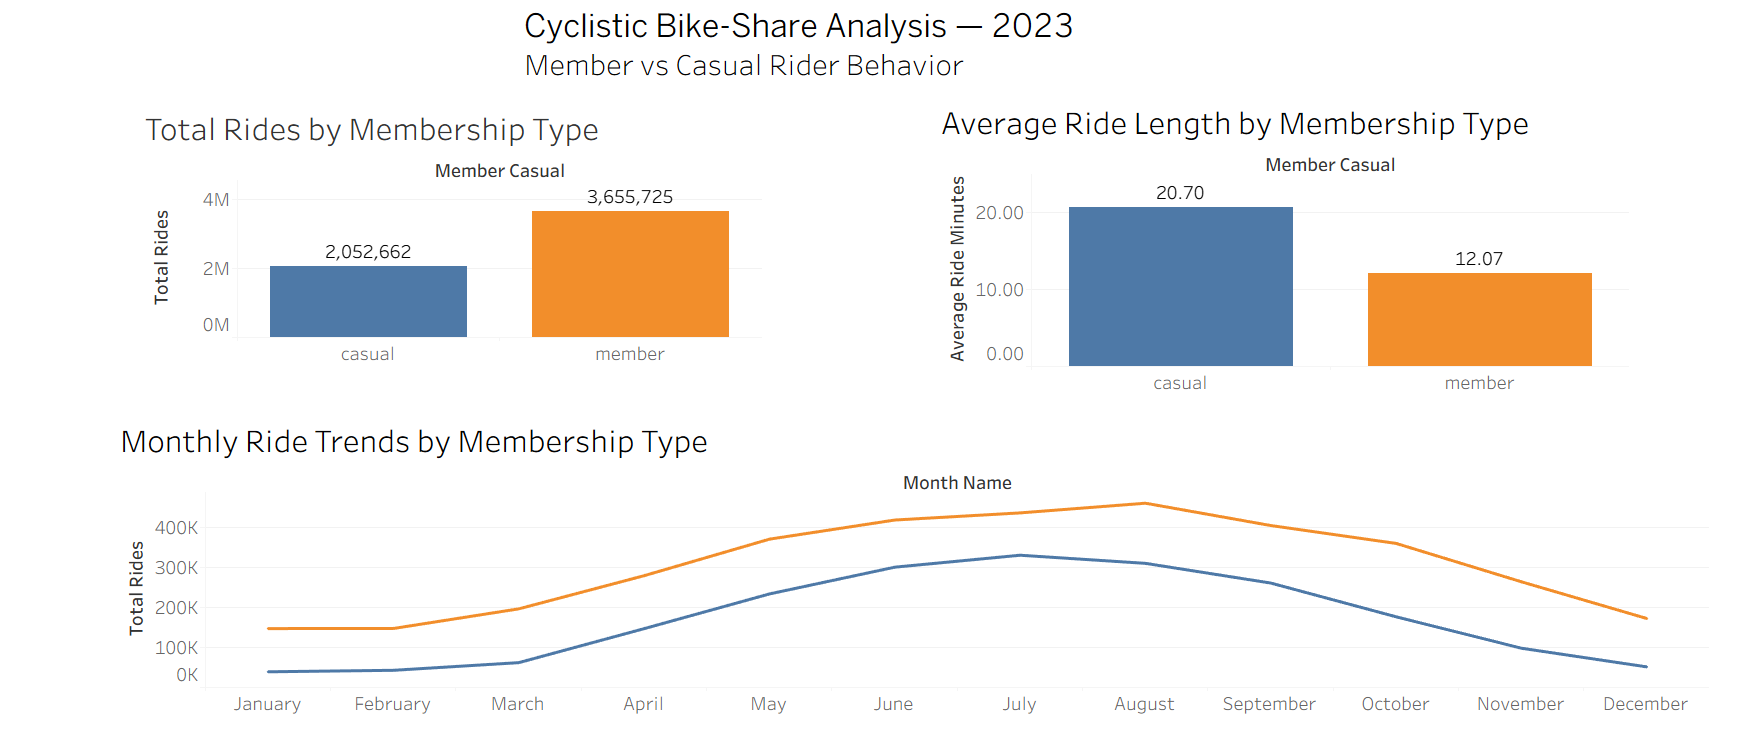 Cyclistic Bike-Share Analysis — 2023
Member vs Casual Rider Behavior
Total Rides by Membership Type
Member Casual
Total Rides
4M
2M
0M
2,052,662
3,655,725
casual
member
Average Ride Length by Membership Type
Member Casual
Average Ride Minutes
20.00
10.00
0.00
20.70
12.07
casual
member
Monthly Ride Trends by Membership Type
Month Name
Total Rides
400K
300K
200K
100K
0K
January
February
March
April
May
June
July
August
September
October
November
December